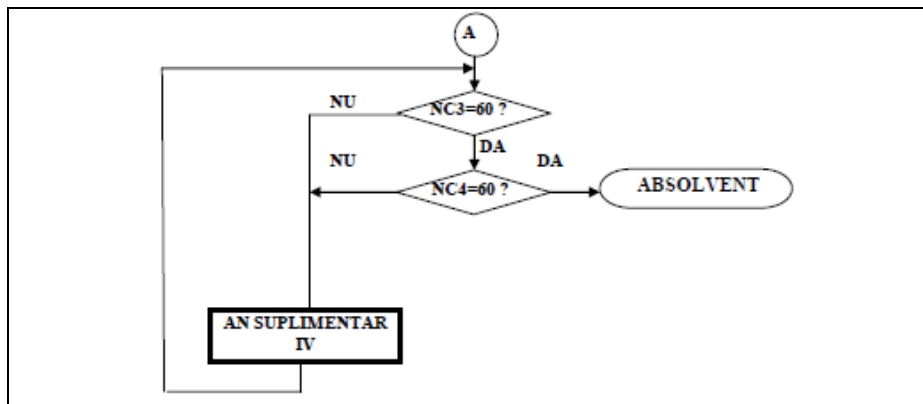 A
NU
NC3=60 ?
DA
NU
DA
NC4=60 ?
ABSOLVENT
AN SUPLIMENTAR
IV